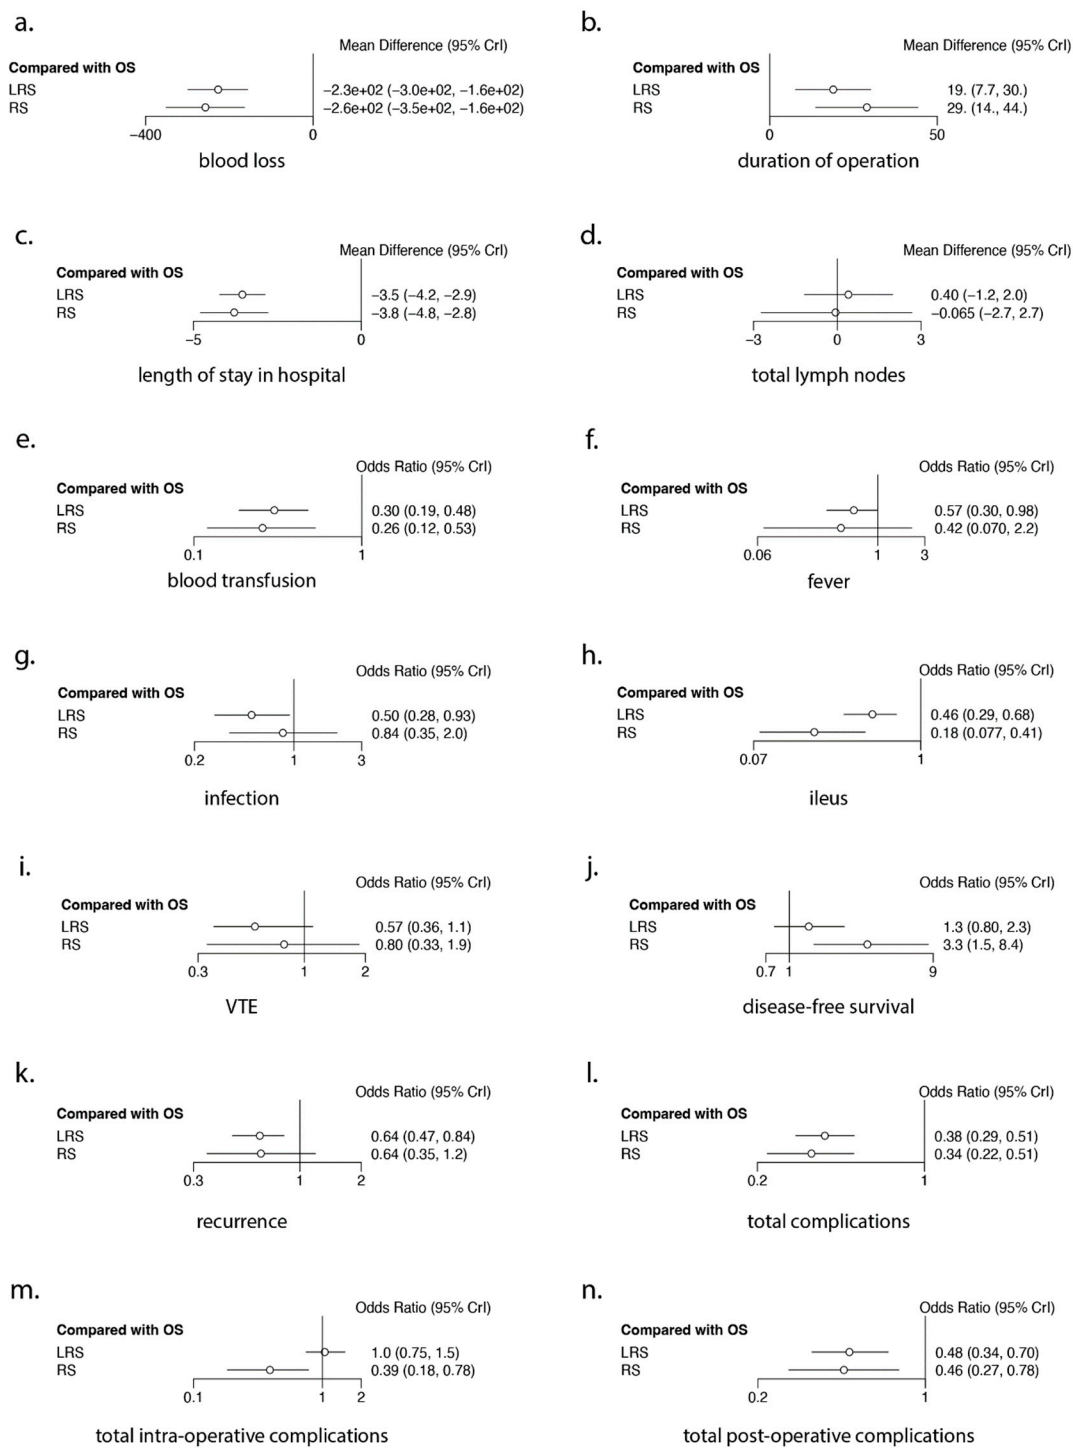 a.
Mean Difference (95% CrI)
Compared with OS
LRS −2.3e+02 (−3.0e+02, −1.6e+02)
RS −2.6e+02 (−3.5e+02, −1.6e+02)
−400 0
blood loss
b.
Mean Difference (95% CrI)
Compared with OS
LRS 19. (7.7, 30.)
RS 29. (14., 44.)
0 50
duration of operation
c.
Mean Difference (95% CrI)
Compared with OS
LRS −3.5 (−4.2, −2.9)
RS −3.8 (−4.8, −2.8)
−5 0
length of stay in hospital
d.
Mean Difference (95% CrI)
Compared with OS
LRS 0.40 (−1.2, 2.0)
RS −0.065 (−2.7, 2.7)
−3 0 3
total lymph nodes
e.
Odds Ratio (95% CrI)
Compared with OS
LRS 0.30 (0.19, 0.48)
RS 0.26 (0.12, 0.53)
0.1 1
blood transfusion
f.
Odds Ratio (95% CrI)
Compared with OS
LRS 0.57 (0.30, 0.98)
RS 0.42 (0.070, 2.2)
0.06 1 3
fever
g.
Odds Ratio (95% CrI)
Compared with OS
LRS 0.50 (0.28, 0.93)
RS 0.84 (0.35, 2.0)
0.2 1 3
infection
h.
Odds Ratio (95% CrI)
Compared with OS
LRS 0.46 (0.29, 0.68)
RS 0.18 (0.077, 0.41)
0.07 1
ileus
i.
Odds Ratio (95% CrI)
Compared with OS
LRS 0.57 (0.36, 1.1)
RS 0.80 (0.33, 1.9)
0.3 1 2
VTE
j.
Odds Ratio (95% CrI)
Compared with OS
LRS 1.3 (0.80, 2.3)
RS 3.3 (1.5, 8.4)
0.7 1 9
disease-free survival
k.
Odds Ratio (95% CrI)
Compared with OS
LRS 0.64 (0.47, 0.84)
RS 0.64 (0.35, 1.2)
0.3 1 2
recurrence
l.
Odds Ratio (95% CrI)
Compared with OS
LRS 0.38 (0.29, 0.51)
RS 0.34 (0.22, 0.51)
0.2 1
total complications
m.
Odds Ratio (95% CrI)
Compared with OS
LRS 1.0 (0.75, 1.5)
RS 0.39 (0.18, 0.78)
0.1 1 2
total intra-operative complications
n.
Odds Ratio (95% CrI)
Compared with OS
LRS 0.48 (0.34, 0.70)
RS 0.46 (0.27, 0.78)
0.2 1
total post-operative complications